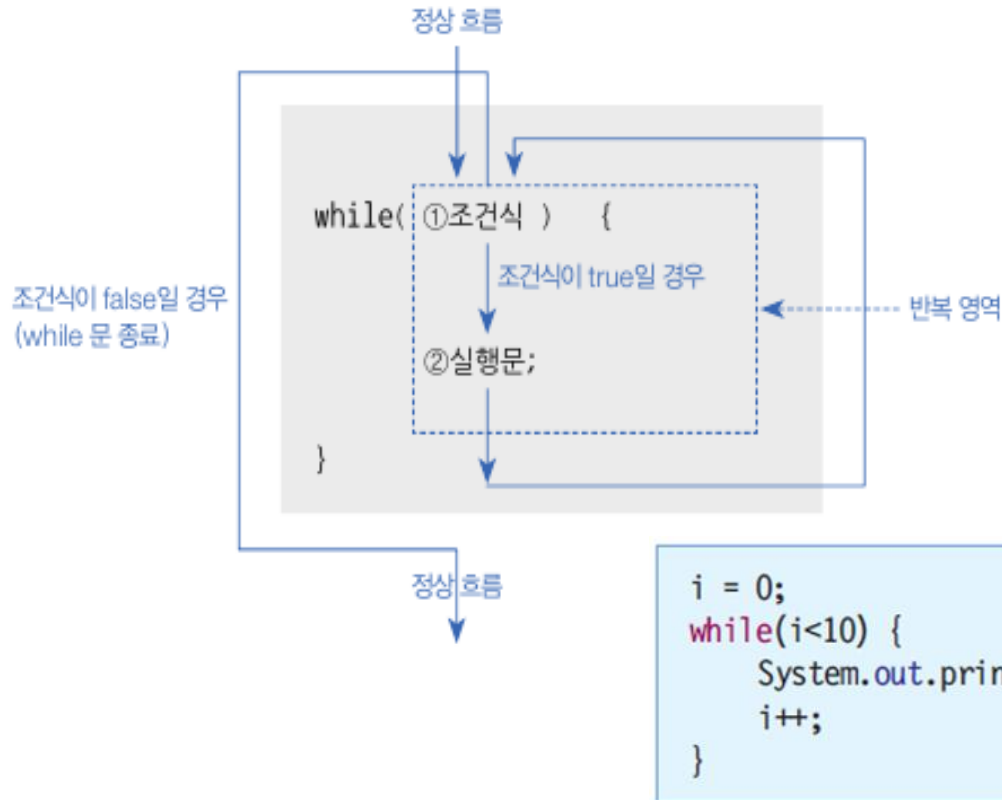 정상 흐름
while( ①조건식 ) {
조건식이 true일 경우
조건식이 false일 경우
(while 문 종료)
반복 영역
②실행문;
}
정상 흐름
i = 0;
while(i<10) {
System.out.prin
i++;
}